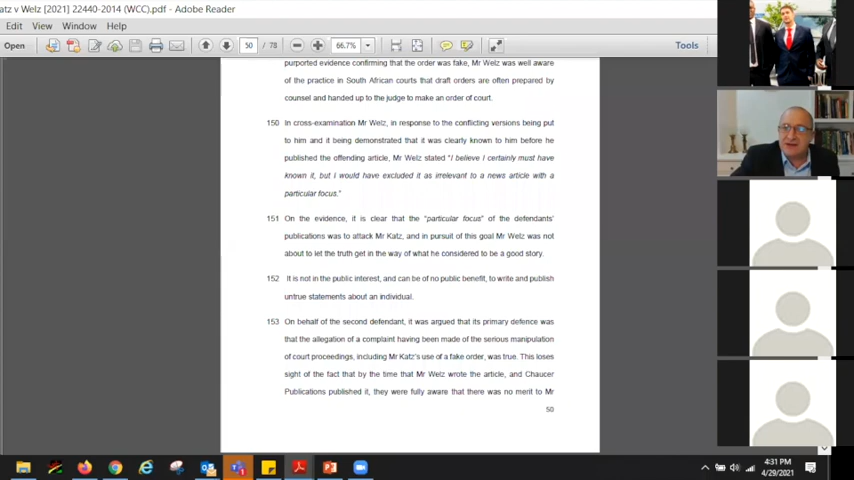 atz v Welz [2021] 22440-2014 (WCC).pdf - Adobe Reader
Edit View Window Help
Open 50 / 78 66.7% Tools
purported evidence confirming that the order was fake, Mr Welz was well aware
of the practice in South African courts that draft orders are often prepared by
counsel and handed up to the judge to make an order of court.
150 In cross-examination Mr Welz, in response to the conflicting versions being put
to him and it being demonstrated that it was clearly known to him before he
published the offending article, Mr Welz stated "I believe I certainly must have
known it, but I would have excluded it as irrelevant to a news article with a
particular focus."
151 On the evidence, it is clear that the "particular focus" of the defendants'
publications was to attack Mr Katz, and in pursuit of this goal Mr Welz was not
about to let the truth get in the way of what he considered to be a good story.
152 It is not in the public interest, and can be of no public benefit, to write and publish
untrue statements about an individual.
153 On behalf of the second defendant, it was argued that its primary defence was
that the allegation of a complaint having been made of the serious manipulation
of court proceedings, including Mr Katz's use of a fake order, was true. This loses
sight of the fact that by the time that Mr Welz wrote the article, and Chaucer
Publications published it, they were fully aware that there was no merit to Mr
50
4:31 PM
4/29/2021